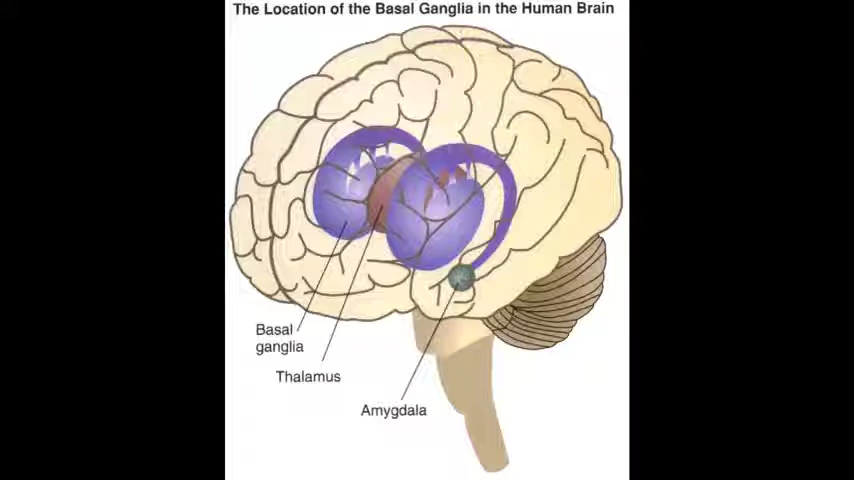 The Location of the Basal Ganglia in the Human Brain
Basal
ganglia
Thalamus
Amygdala